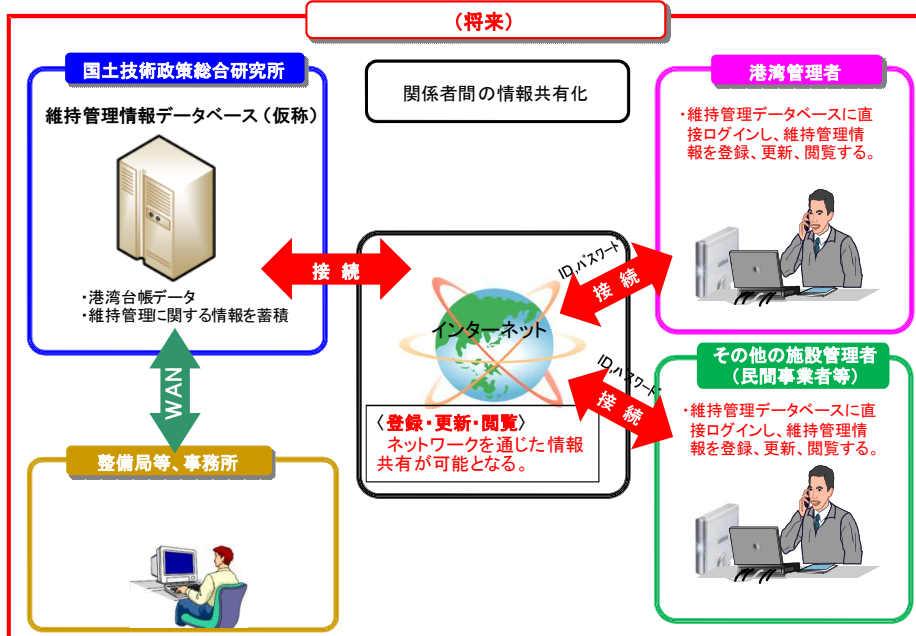 (将来)
国土技術政策総合研究所
維持管理情報データベース(仮称)
・港湾台帳データ
・維持管理に関する情報を蓄積
関係者間の情報共有化
港湾管理者
・維持管理データベースに直
接ログインし、維持管理情
報を登録、更新、閲覧する。
接 続
ID,パスワード
接 続
インターネット
ID,パスワード
接 続
〈登録・更新・閲覧〉
ネットワークを通じた情報
共有が可能となる。
その他の施設管理者
(民間事業者等)
・維持管理データベースに直
接ログインし、維持管理情
報を登録、更新、閲覧する。
WAN
整備局等、事務所